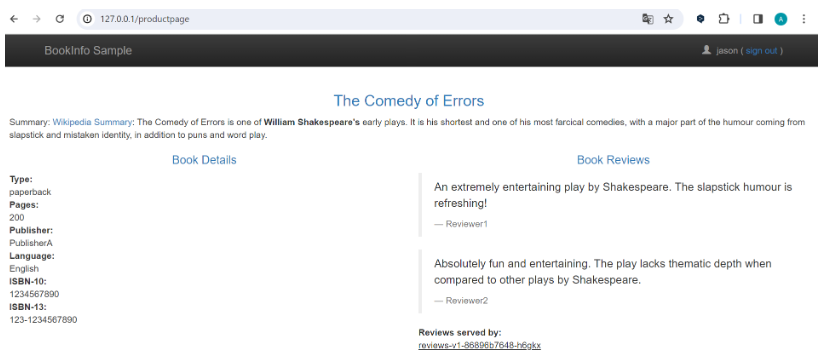 127.0.0.1/productpage
A
BookInfo Sample
jason ( sign out )
The Comedy of Errors
Summary: Wikipedia Summary: The Comedy of Errors is one of William Shakespeare's early plays. It is his shortest and one of his most farcical comedies, with a major part of the humour coming from
slapstick and mistaken identity, in addition to puns and word play.
Book Details
Type:
paperback
Pages:
200
Publisher:
PublisherA
Language:
English
ISBN-10:
1234567890
ISBN-13:
123-1234567890
Book Reviews
An extremely entertaining play by Shakespeare. The slapstick humour is
refreshing!
— Reviewer1
Absolutely fun and entertaining. The play lacks thematic depth when
compared to other plays by Shakespeare.
— Reviewer2
Reviews served by:
reviews-v1-86896b7648-h6gkx